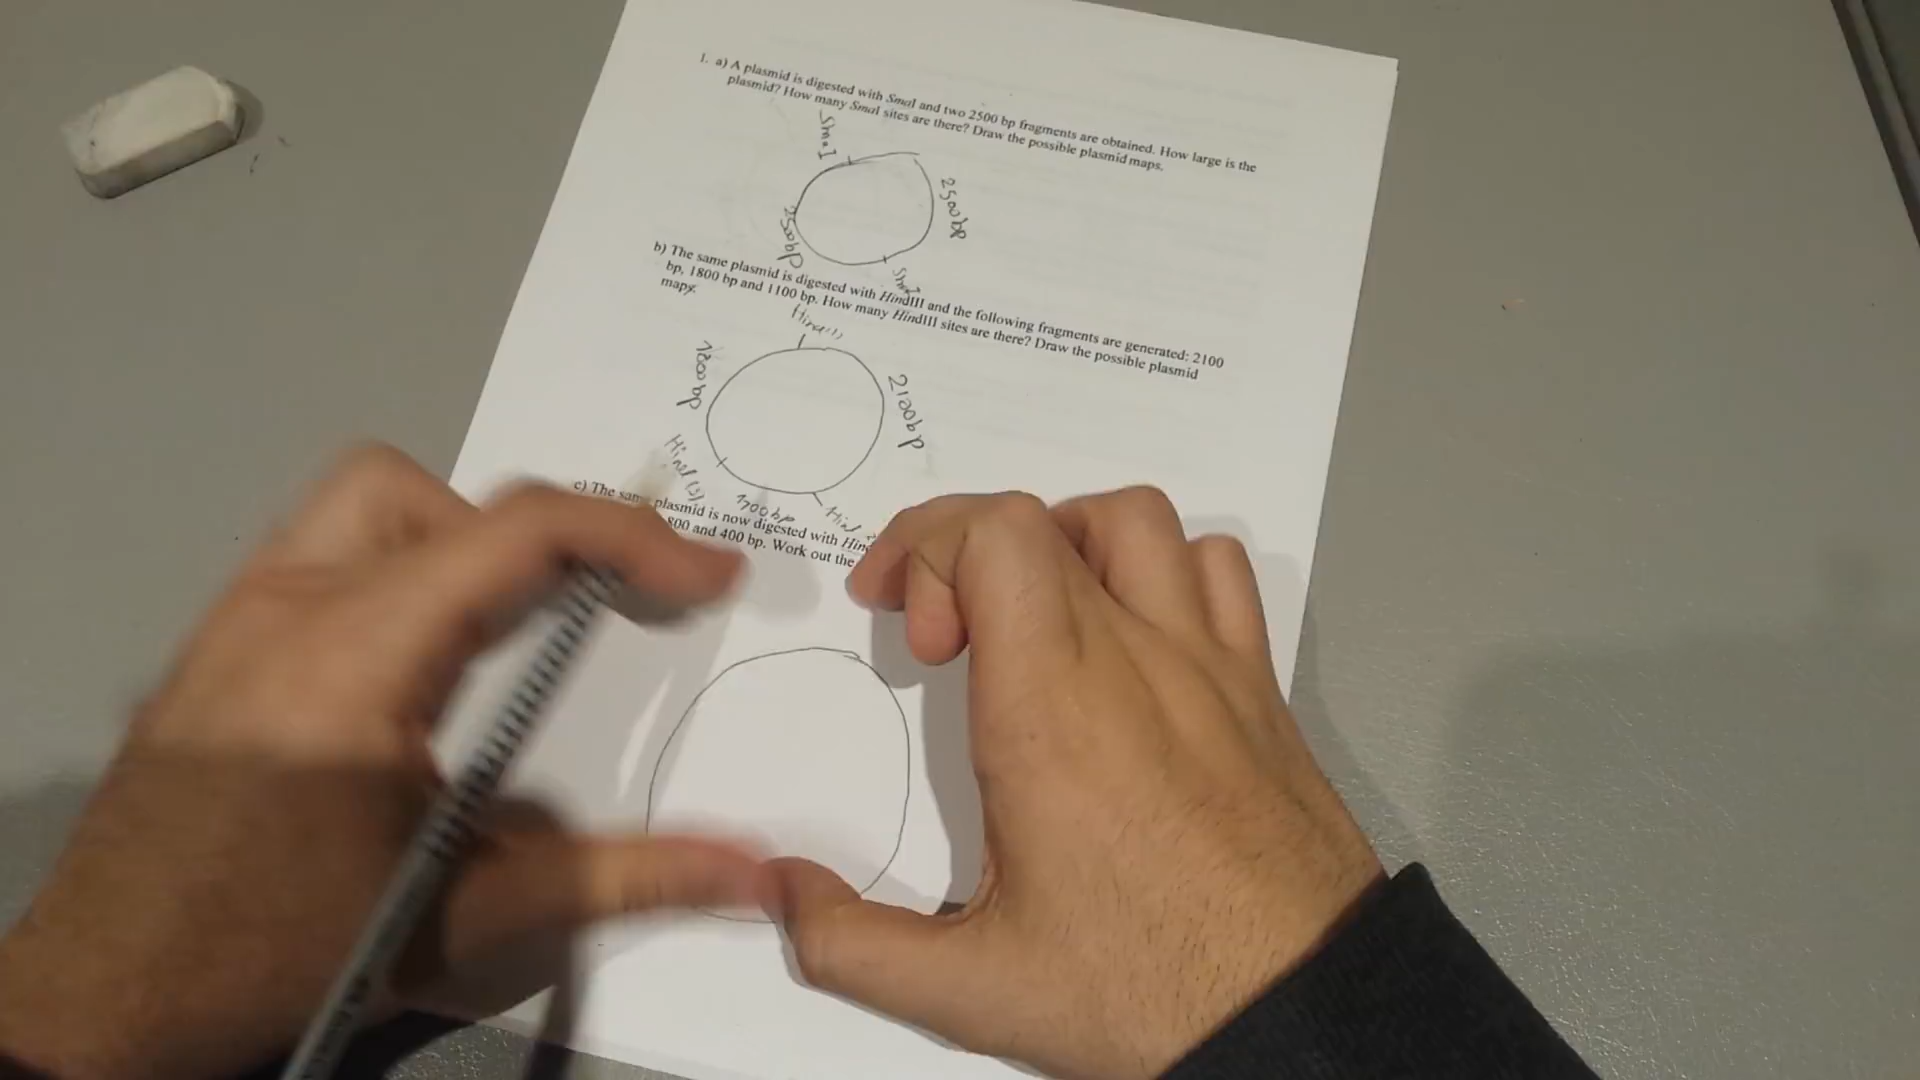 1. a) A plasmid is digested with SmaI and two 2500 bp fragments are obtained. How large is the
plasmid? How many SmaI sites are there? Draw the possible plasmid maps.
SmaI
2500bp
2500bp
SmaI
b) The same plasmid is digested with HindIII and the following fragments are generated: 2100
bp, 1800 bp and 1100 bp. How many HindIII sites are there? Draw the possible plasmid
maps.
1800bp
2100bp
c) The same plasmid is now digested with
800 and 400 bp. Work out the